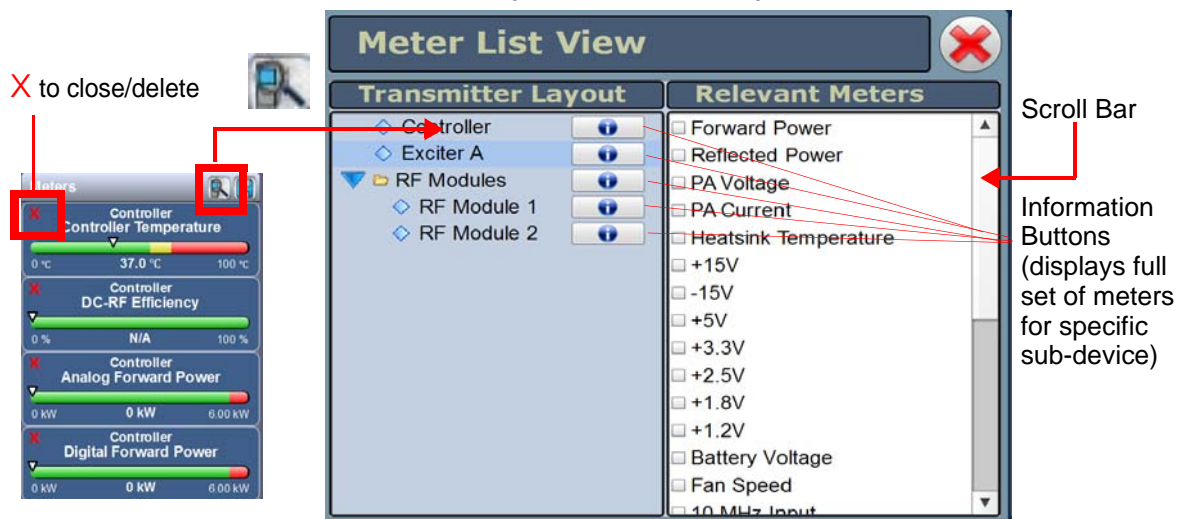 X to close/delete
Meters
Controller
Controller Temperature
0 °C 37.0 °C 100 °C
Controller
DC-RF Efficiency
0 % N/A 100 %
Controller
Analog Forward Power
0 kW 0 kW 6.00 kW
Controller
Digital Forward Power
0 kW 0 kW 6.00 kW
Meter List View
Transmitter Layout
Controller
Exciter A
RF Modules
RF Module 1
RF Module 2
Relevant Meters
Forward Power
Reflected Power
PA Voltage
PA Current
Heatsink Temperature
+15V
-15V
+5V
+3.3V
+2.5V
+1.8V
+1.2V
Battery Voltage
Fan Speed
10 MHz Input
Scroll Bar
Information
Buttons
(displays full
set of meters
for specific
sub-device)